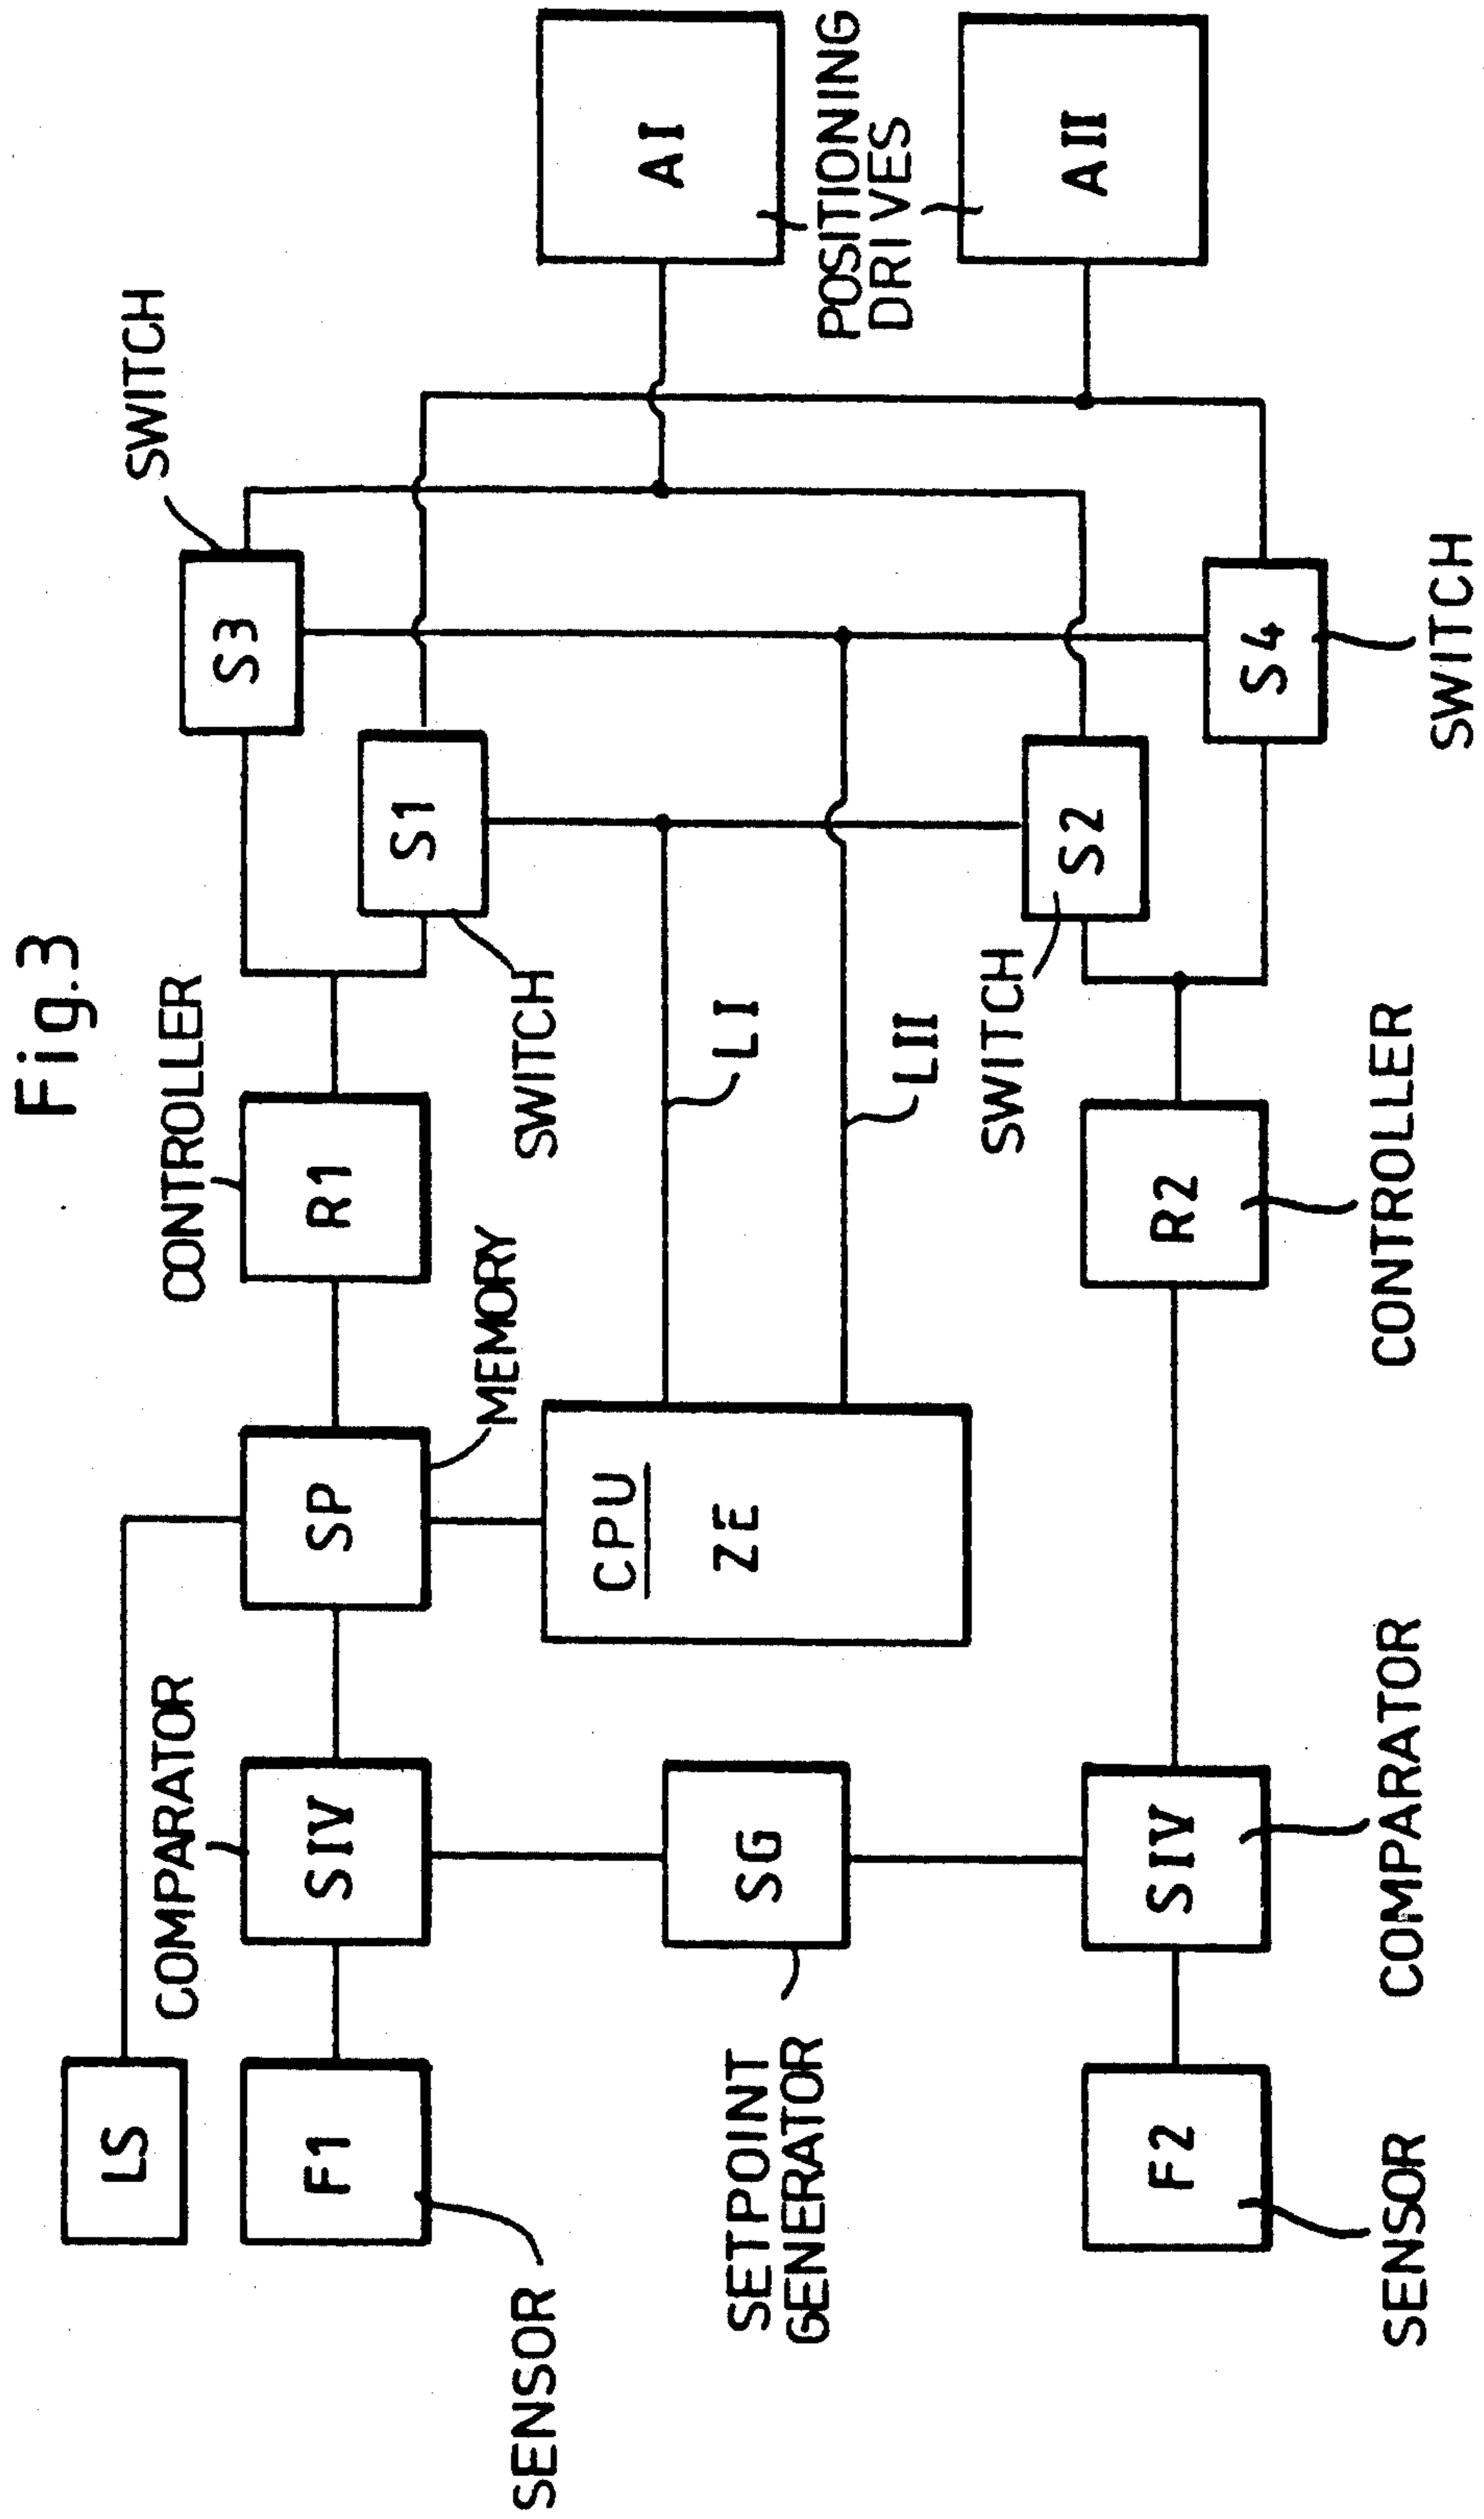 Fig.3
LS
COMPARATOR
CONTROLLER
SWITCH
F1
SIV
SP
R1
S3
SENSOR
MEMORY
SWITCH
S1
CPU
ZE
LI
AI
SETPOINT
GENERATOR
SG
LII
POSITIONING
DRIVES
SWITCH
S2
AII
F2
SIV
R2
S4
SENSOR
COMPARATOR
CONTROLLER
SWITCH